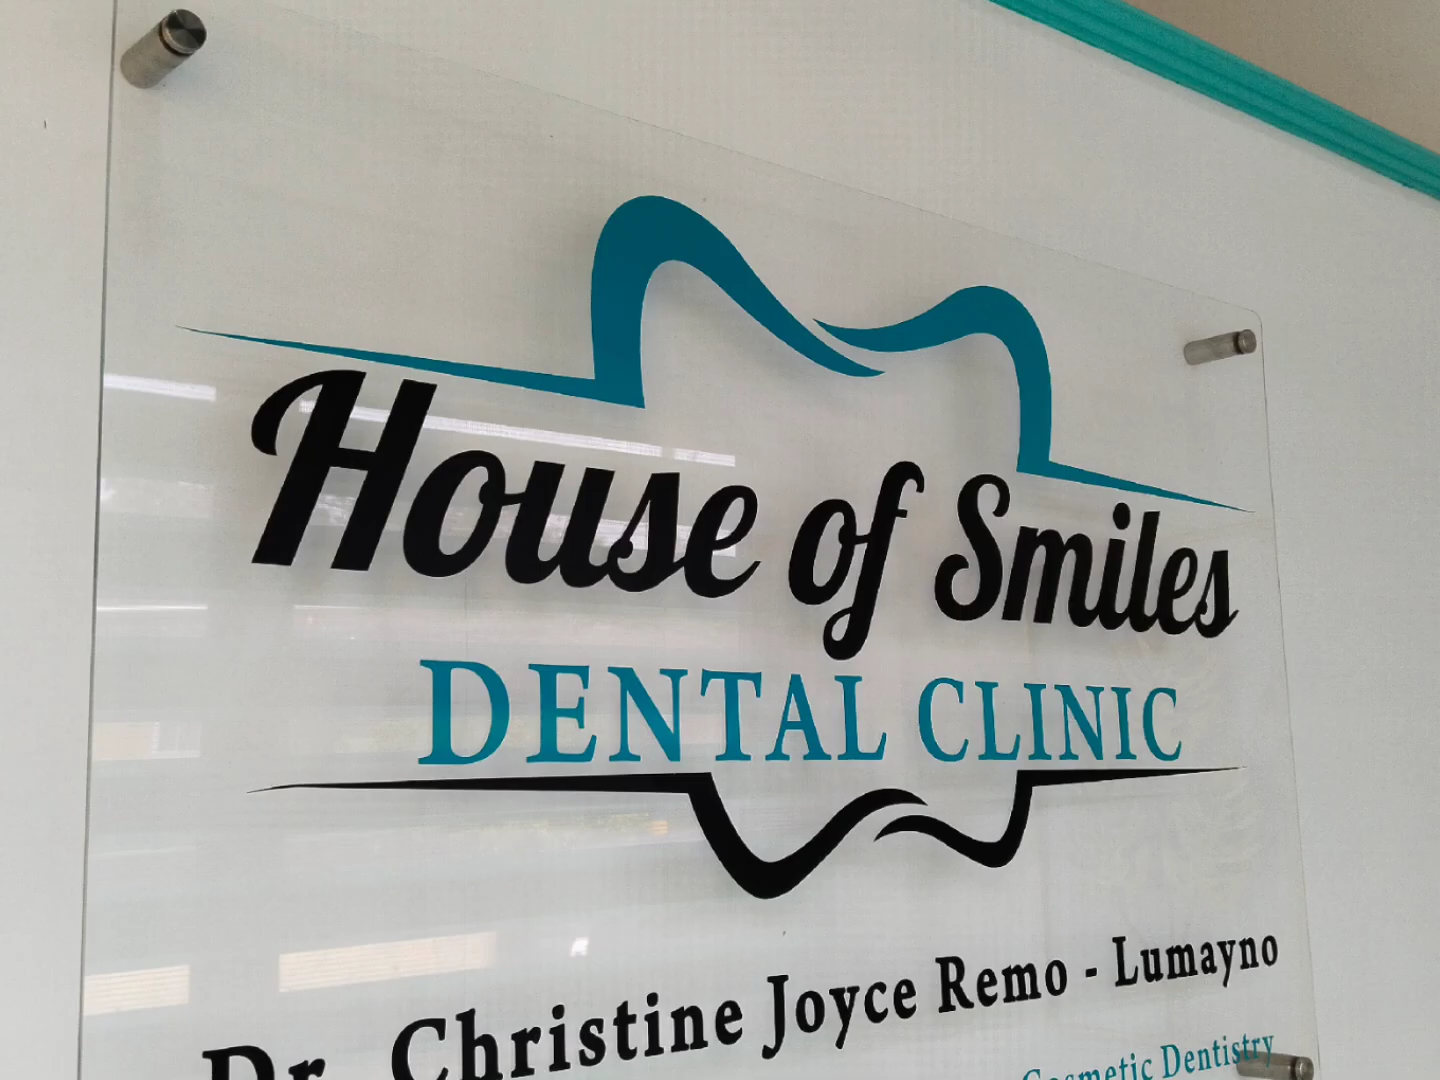 House of Smiles
DENTAL CLINIC
Dr. Christine Joyce Remo - Lumayno
Cosmetic Dentistry